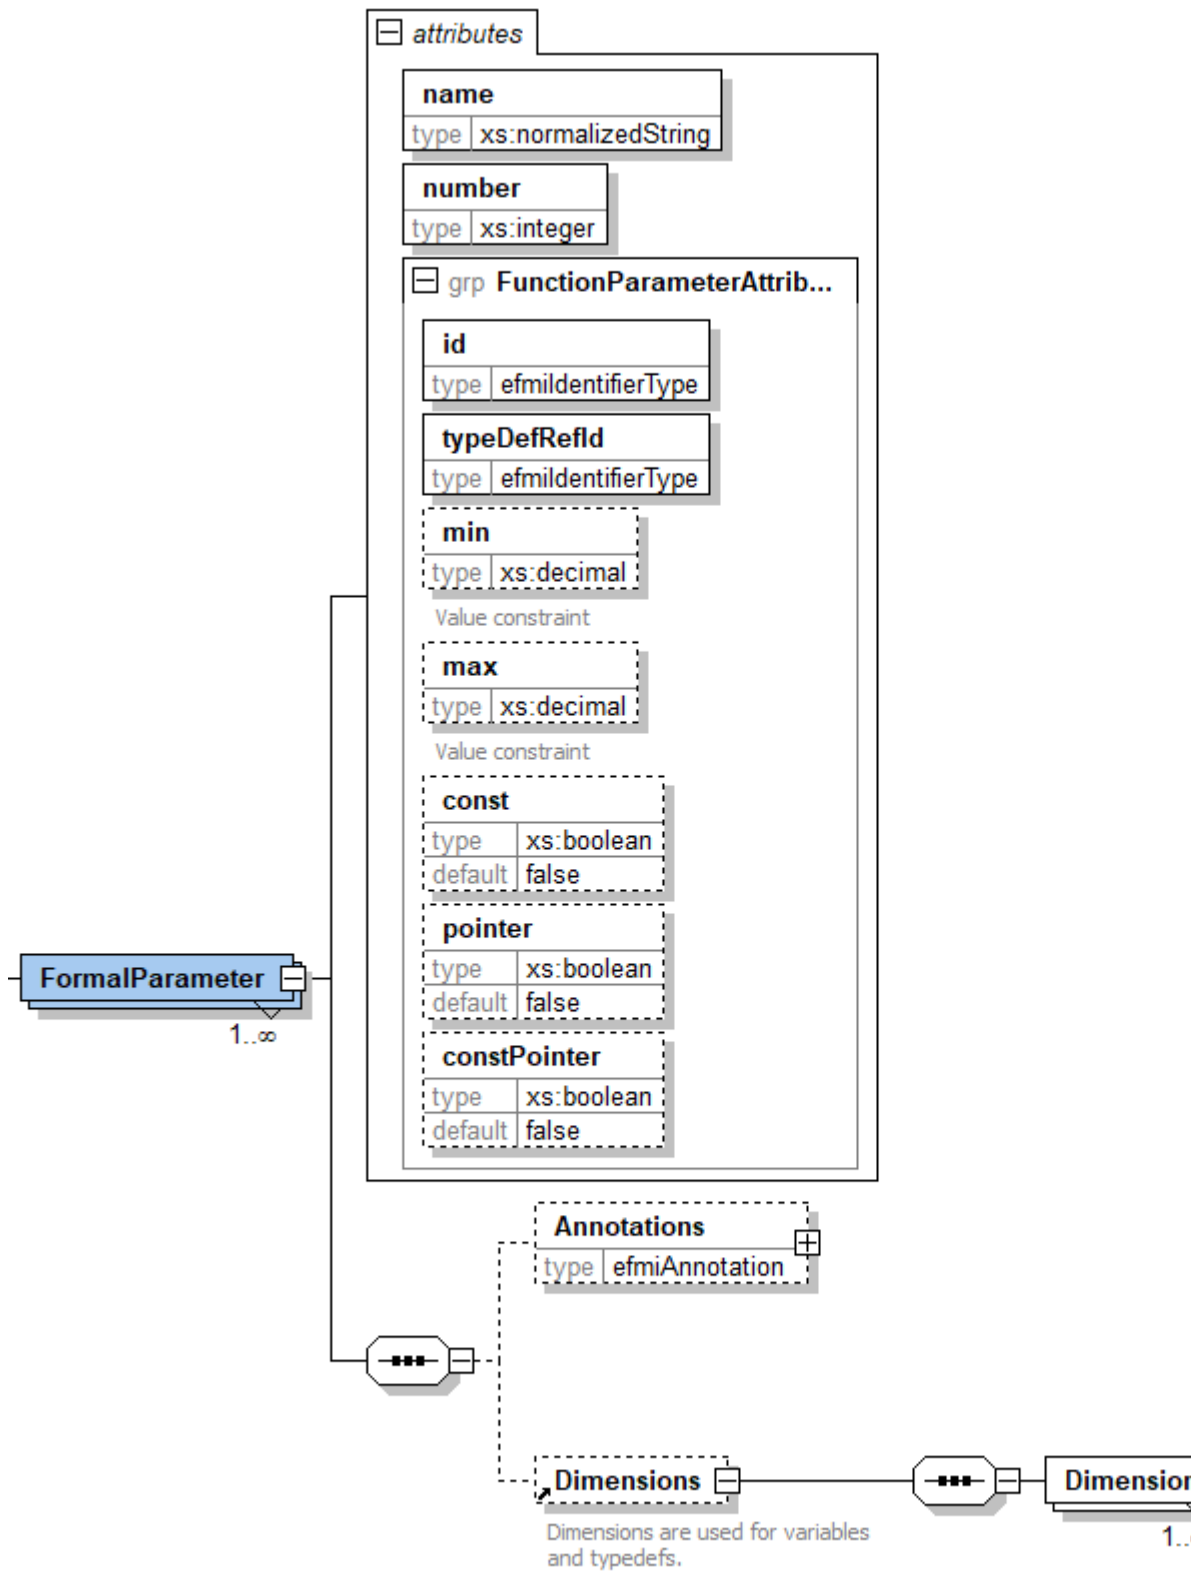 attributes
name
type xs:normalizedString
number
type xs:integer
grp FunctionParameterAttrib...
id
type efmiIdentifierType
typeDefRefId
type efmiIdentifierType
min
type xs:decimal
Value constraint
max
type xs:decimal
Value constraint
const
type xs:boolean
default false
pointer
type xs:boolean
default false
FormalParameter
1..∞
constPointer
type xs:boolean
default false
Annotations
type efmiAnnotation
Dimensions
Dimension
1..
Dimensions are used for variables
and typedefs.